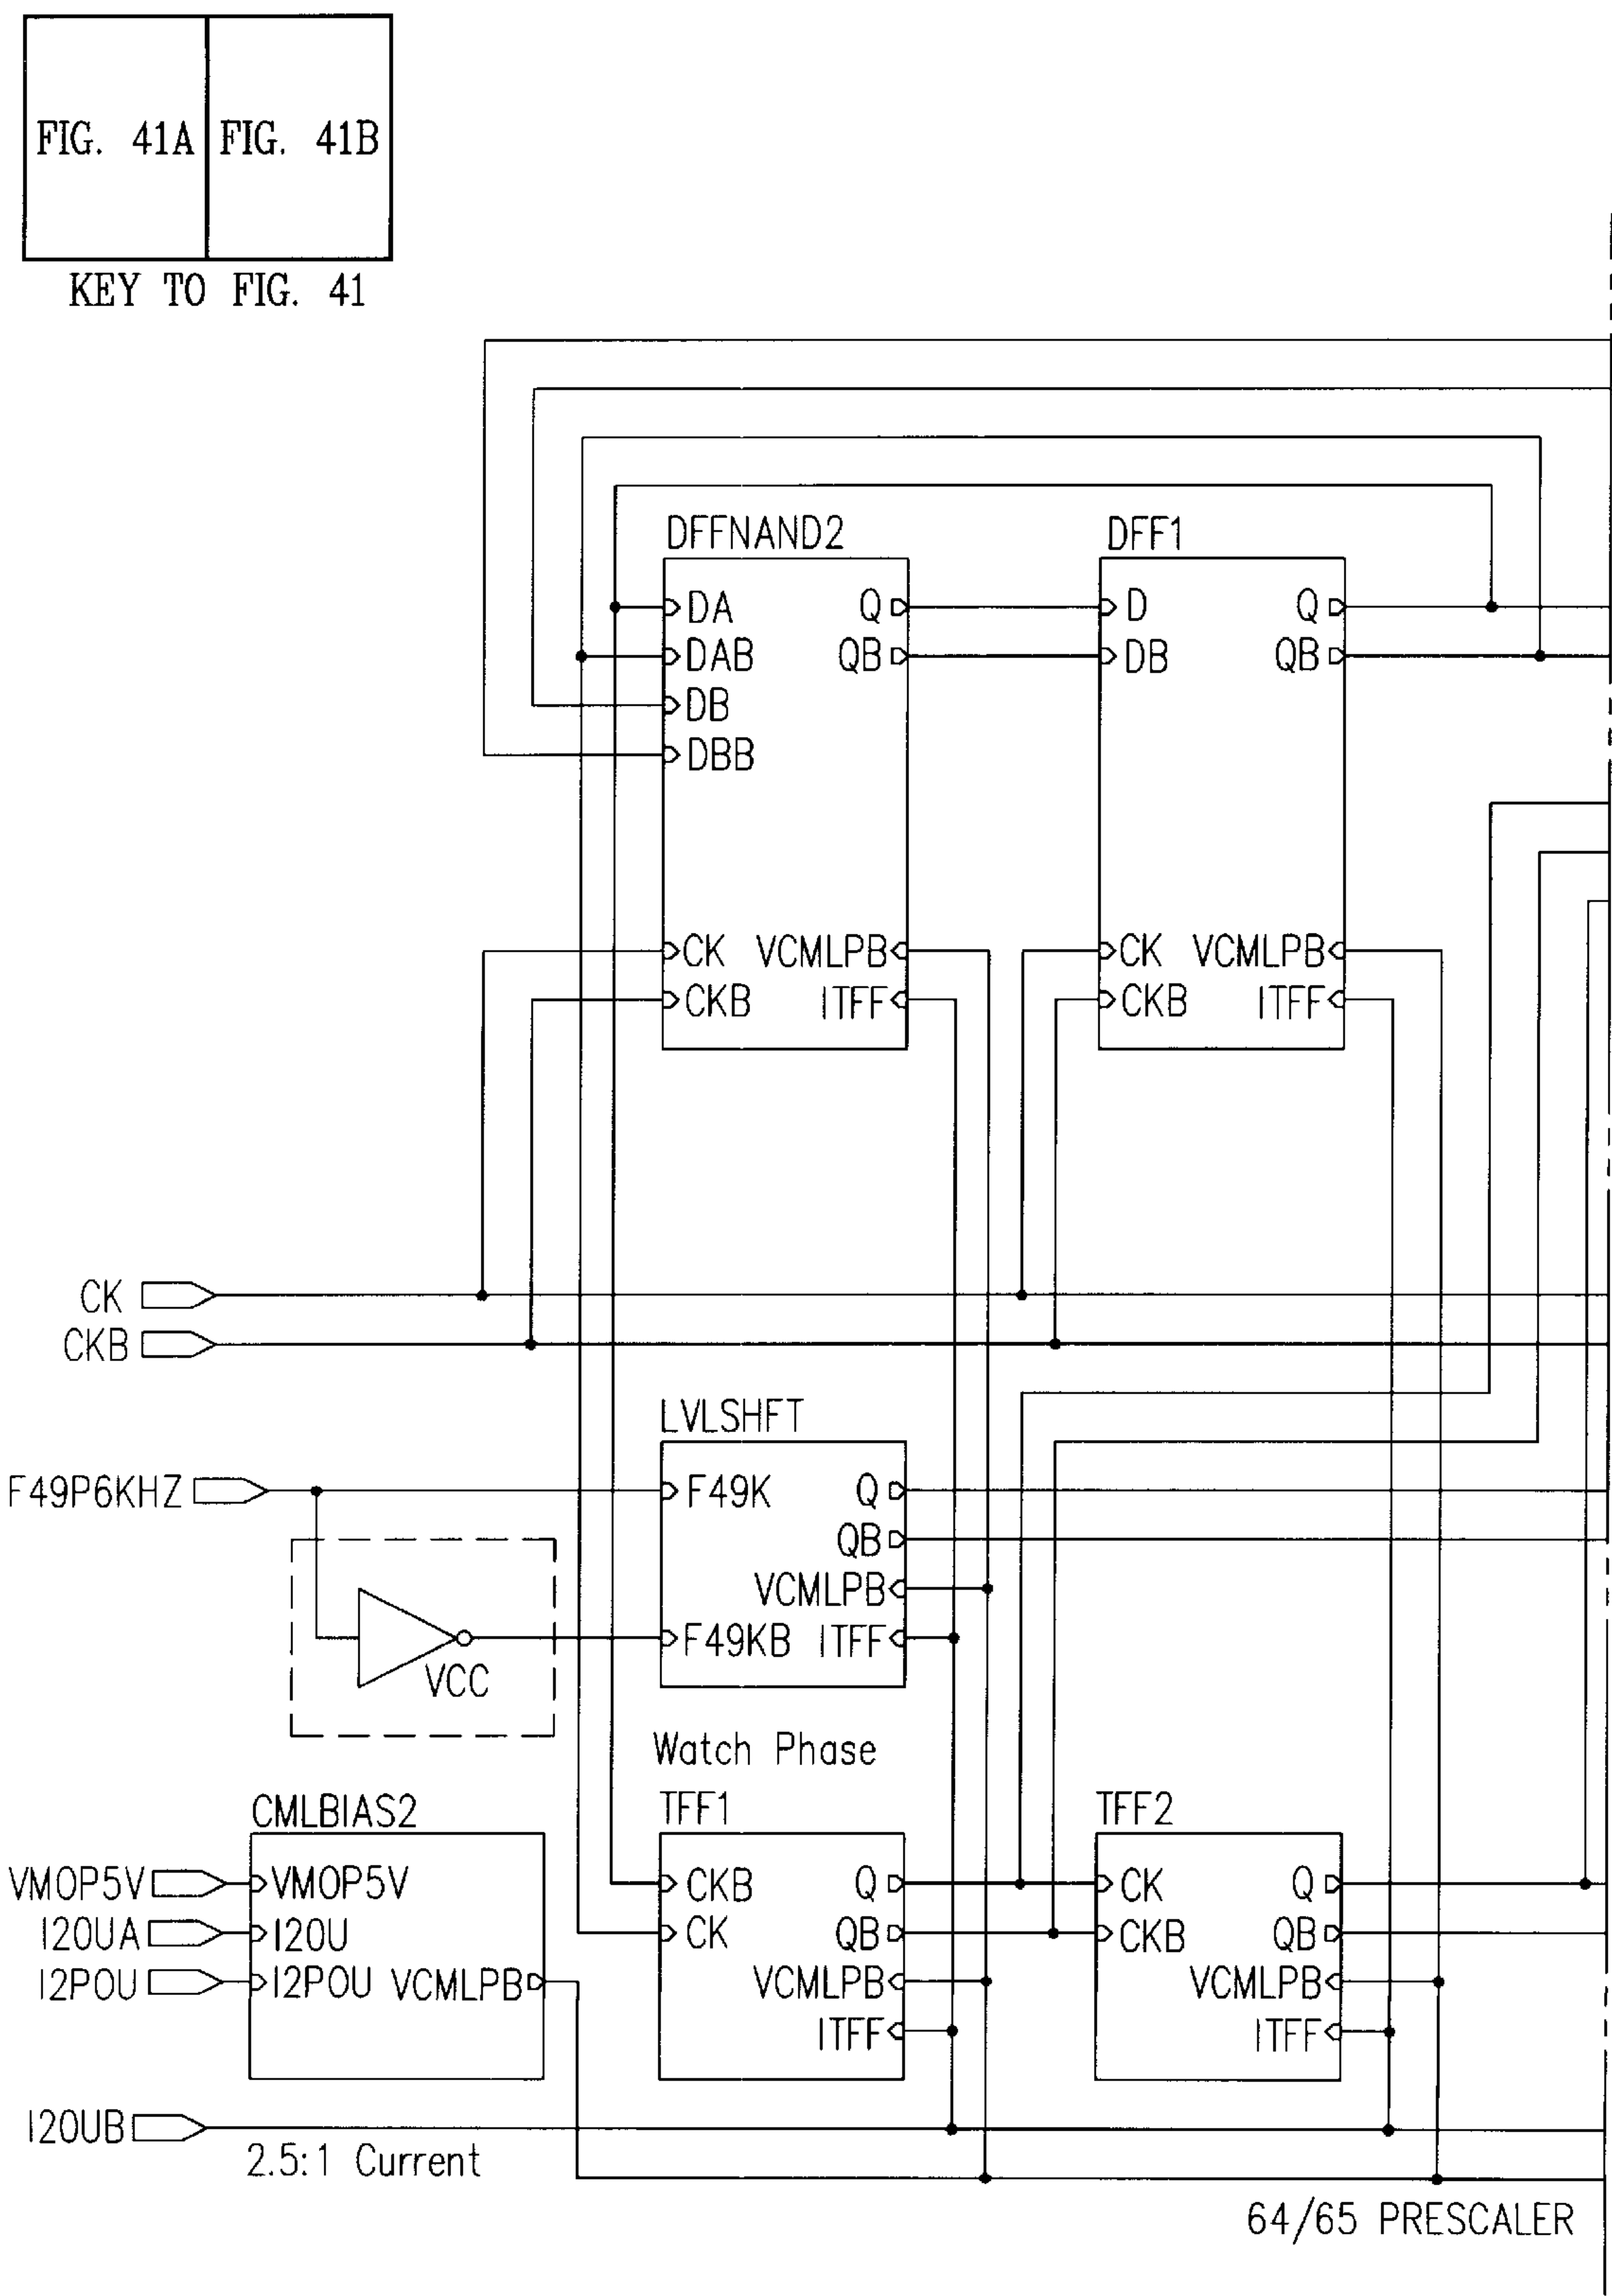 FIG. 41A FIG. 41B
KEY TO FIG. 41
DFFNAND2 DFF1
DA Q D Q
DAB QB DB QB
DB
DBB
CK VCMLPB CK VCMLPB
CKB ITFF CKB ITFF
CK
CKB
LVLSHFT
F49P6KHZ F49K Q
QB
VCMLPB
F49KB ITFF
VCC
Watch Phase
CMLBIAS2 TFF1 TFF2
VMOP5V VMOP5V CKB Q CK Q
I20UA I20U CK QB CKB QB
I2POU I2POU VCMLPB VCMLPB VCMLPB
ITFF ITFF
I20UB
2.5:1 Current
64/65 PRESCALER